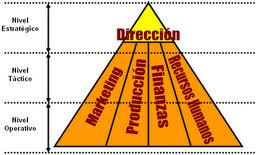 Nivel
Estratégico
Dirección
Nivel
Táctico
Marketing
Producción
Finanzas
Recursos Humanos
Nivel
Operativo